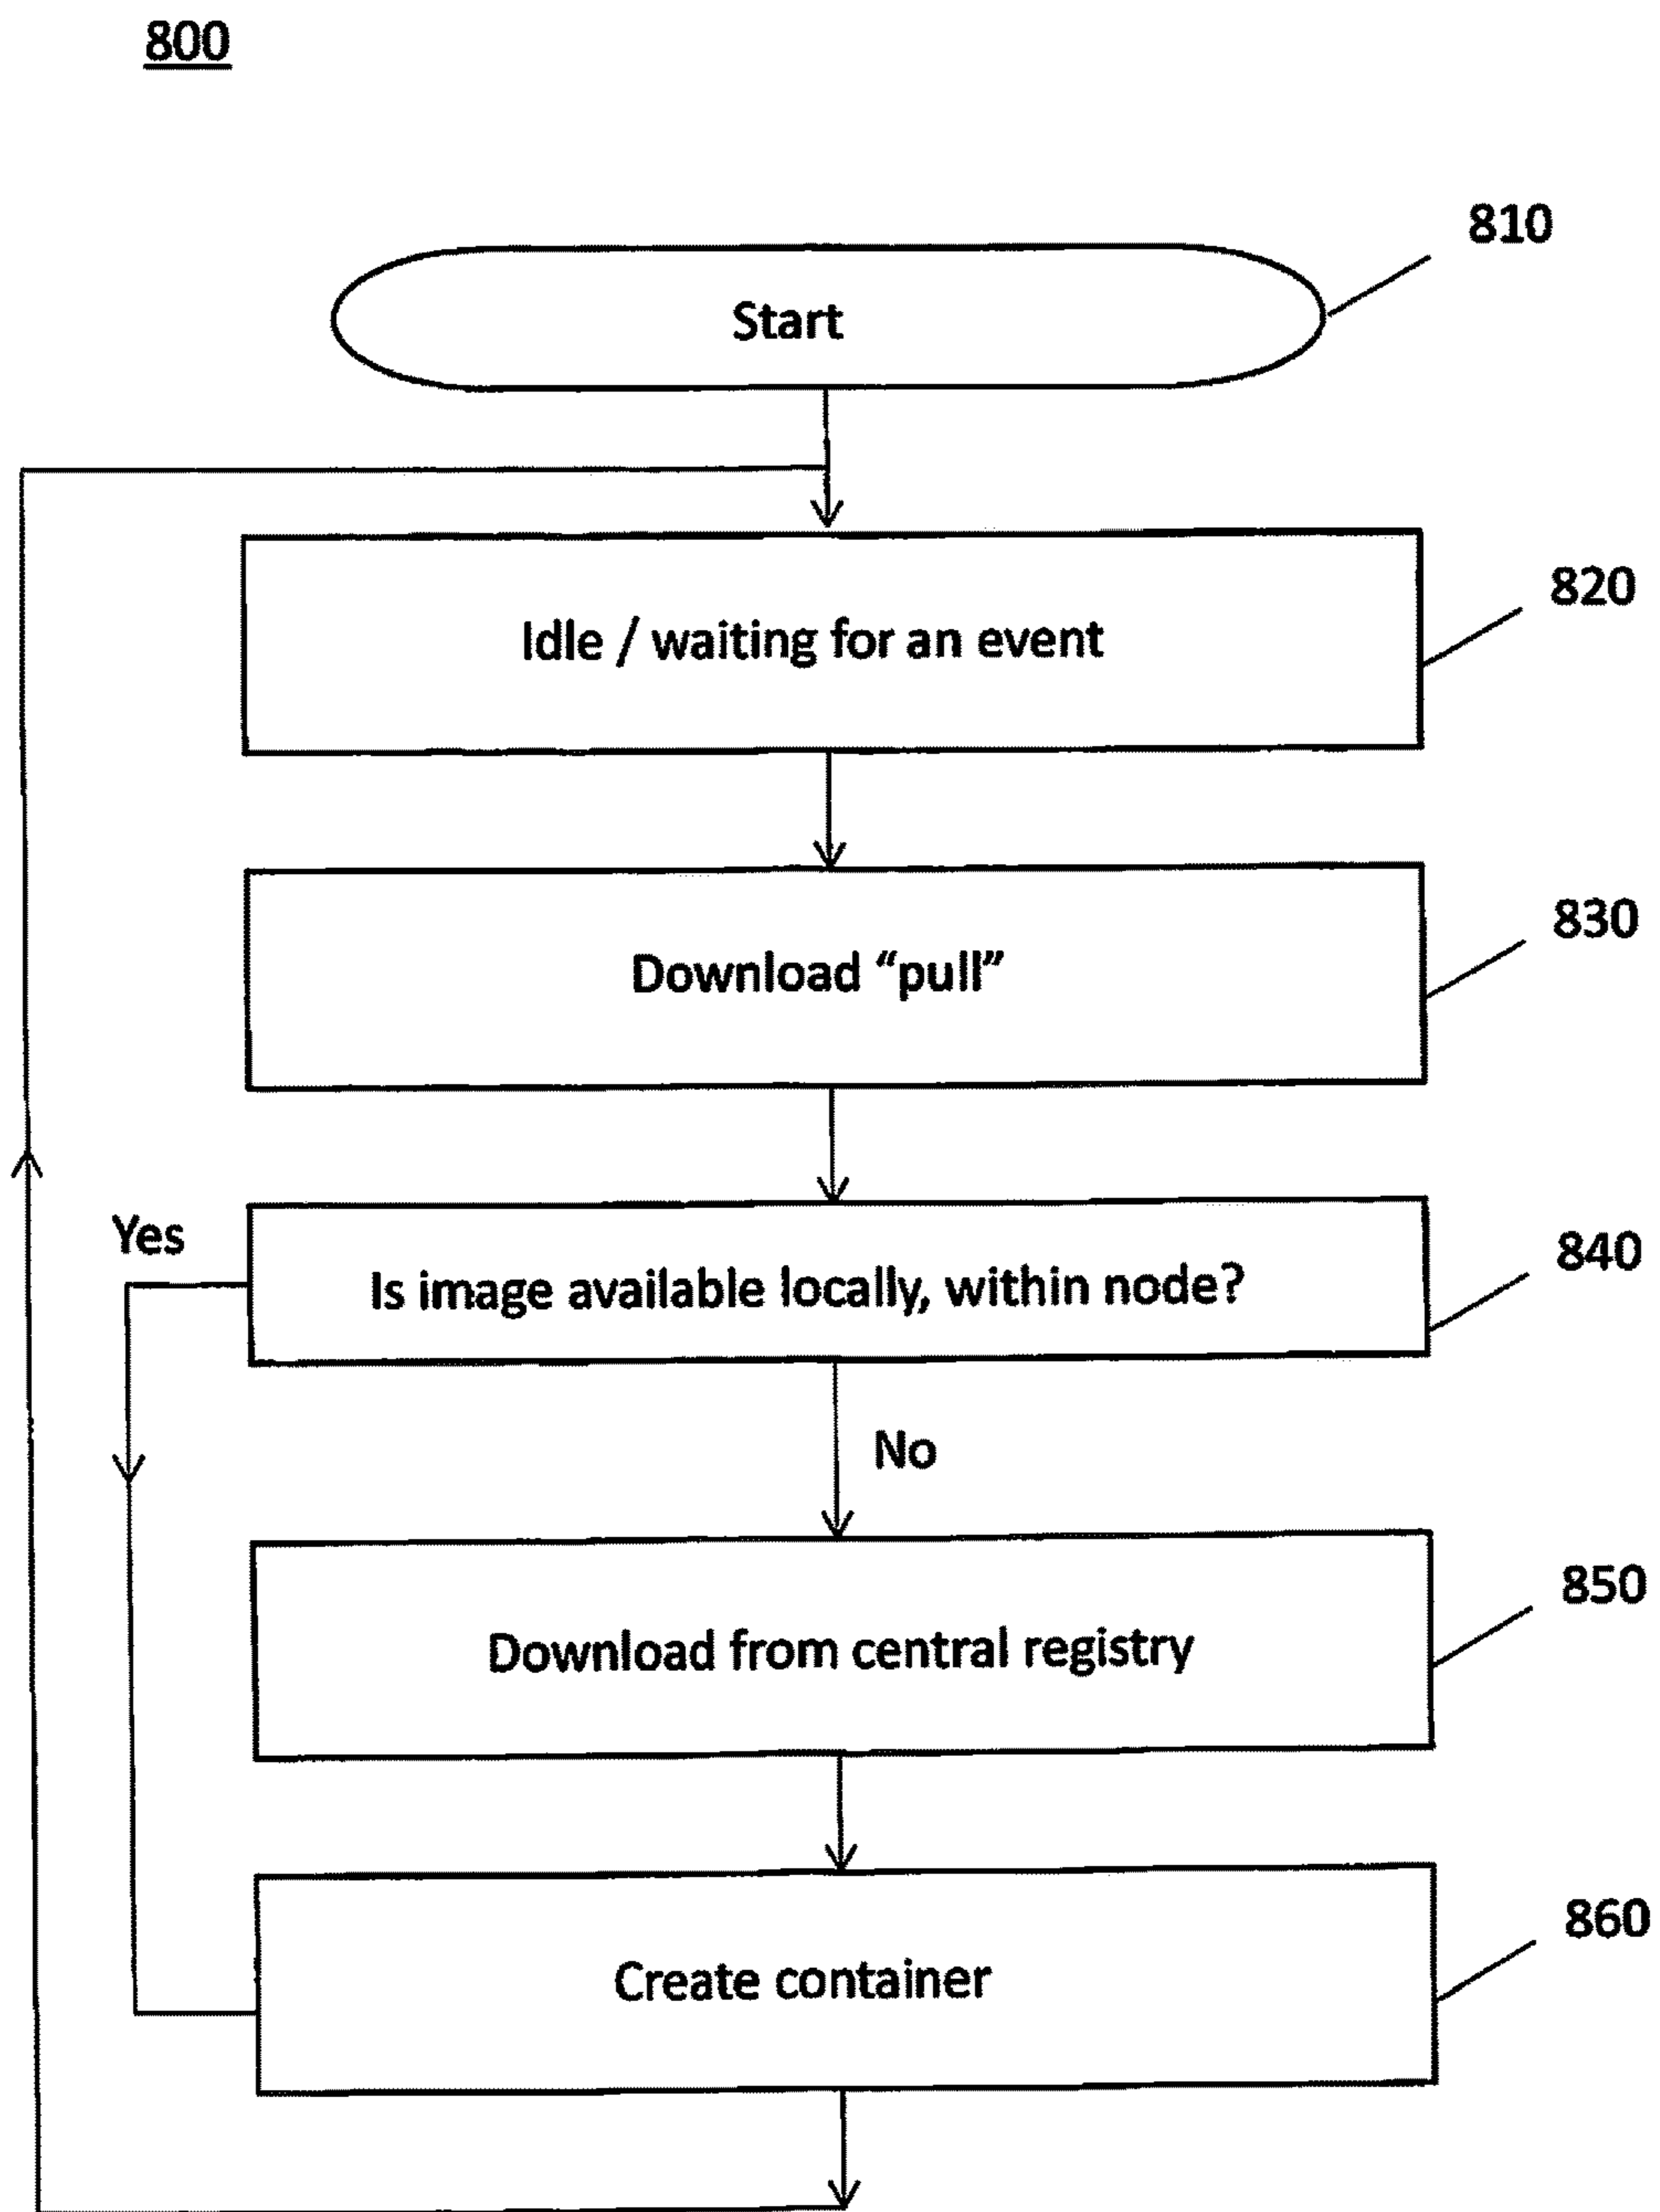 800
810
Start
820
Idle / waiting for an event
830
Download “pull”
840
Yes
Is image available locally, within node?
No
850
Download from central registry
860
Create container